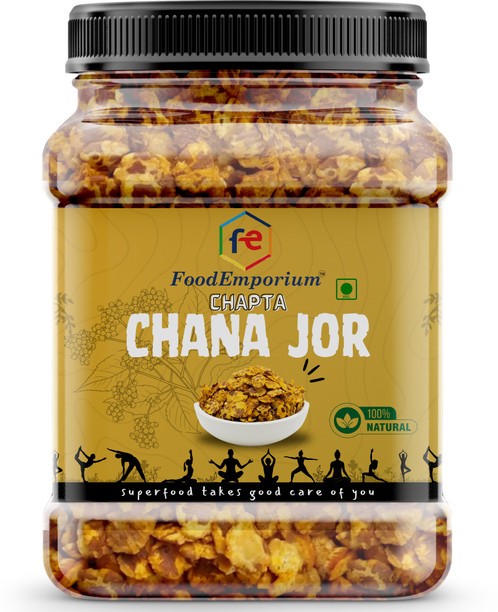 fe
FoodEmporium™
CHAPTA
CHANA JOR
100%
NATURAL
Superfood takes good care of you